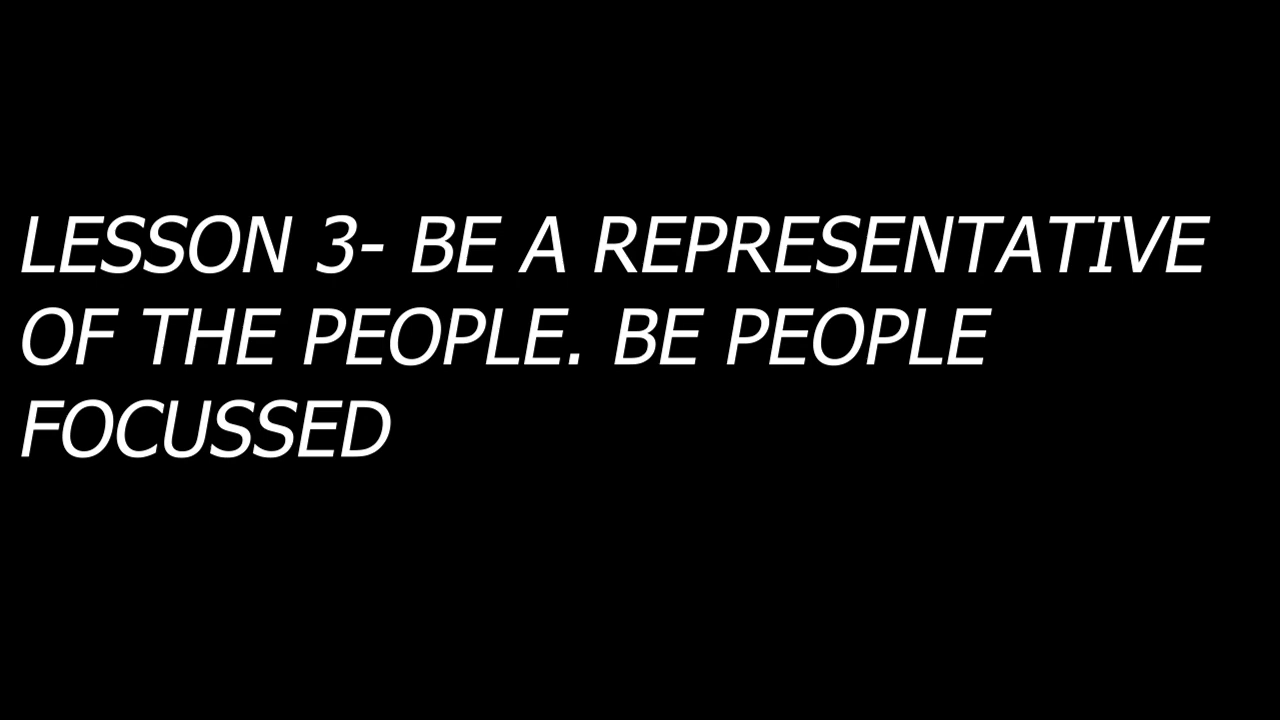 LESSON 3- BE A REPRESENTATIVE
OF THE PEOPLE. BE PEOPLE
FOCUSSED